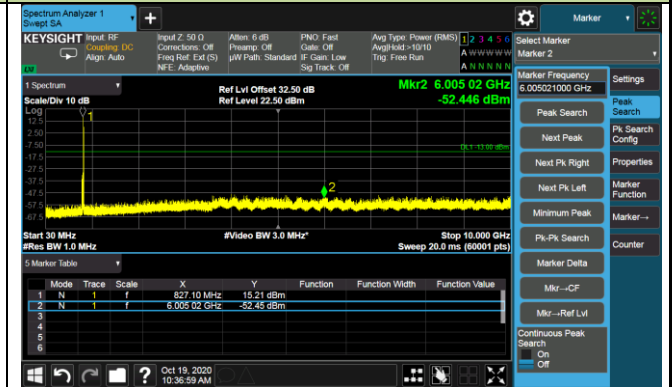 Spectrum Analyzer 1
Swept SA
Marker
KEYSIGHT Input: RF
Coupling: DC
Align: Auto
Input Z: 50 Ω
Corrections: Off
Freq Ref: Ext (S)
NFE: Adaptive
Atten: 6 dB
Preamp: Off
µW Path: Standard
PNO: Fast
Gate: Off
IF Gain: Low
Sig Track: Off
Avg Type: Power (RMS)
Avg|Hold:>10/10
Trig: Free Run
1 2 3 4 5 6
A W W W W W
A N N N N N
Select Marker
Marker 2
1 Spectrum
Scale/Div 10 dB
Ref Lvl Offset 32.50 dB
Ref Level 22.50 dBm
Mkr2 6.005 02 GHz
-52.446 dBm
Log
12.5
2.50
-7.50
-17.5
-27.5
-37.5
-47.5
-57.5
-67.5
1
2
DL1 -13.00 dBm
Start 30 MHz
#Res BW 1.0 MHz
#Video BW 3.0 MHz*
Stop 10.000 GHz
Sweep 20.0 ms (60001 pts)
5 Marker Table
Mode Trace Scale X Y Function Function Width Function Value
1 N 1 f 827.10 MHz 15.21 dBm
2 N 1 f 6.005 02 GHz -52.45 dBm
3
4
5
6
Oct 19, 2020
10:36:59 AM
Marker Frequency
6.005021000 GHz
Peak Search
Next Peak
Next Pk Right
Next Pk Left
Minimum Peak
Pk-Pk Search
Marker Delta
Mkr→CF
Mkr→Ref Lvl
Continuous Peak
Search
On
Off
Settings
Peak
Search
Pk Search
Config
Properties
Marker
Function
Marker→
Counter